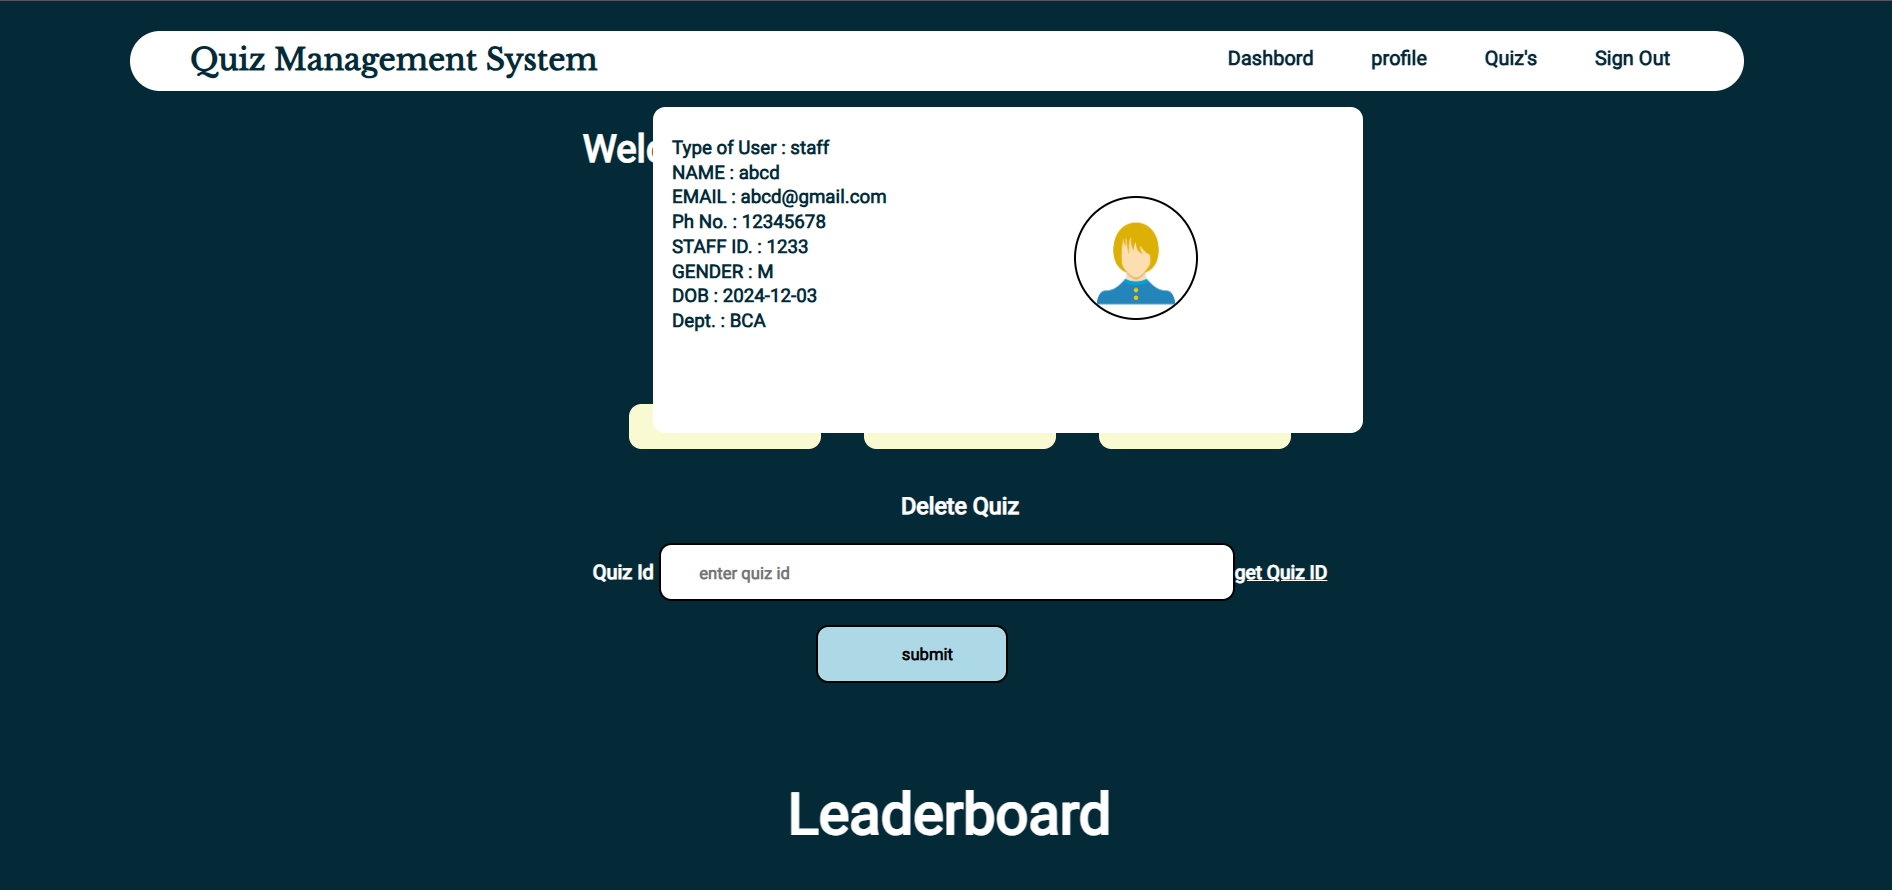 Quiz Management System
Dashbord profile Quiz's Sign Out
Type of User : staff
NAME : abcd
EMAIL : abcd@gmail.com
Ph No. : 12345678
STAFF ID. : 1233
GENDER : M
DOB : 2024-12-03
Dept. : BCA
Delete Quiz
Quiz Id enter quiz id get Quiz ID
submit
Leaderboard